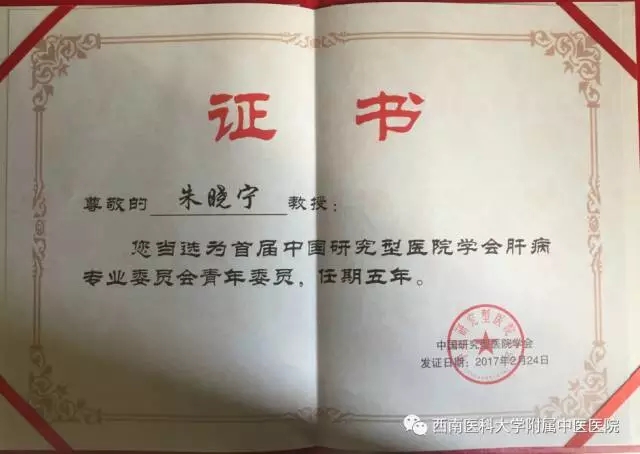 证书
尊敬的 朱晓宁 教授：
您当选为首届中国研究型医院学会肝病
专业委员会青年委员，任期五年。
中国研究型医院学会
发证日期：2017年2月24日
西南医科大学附属中医医院